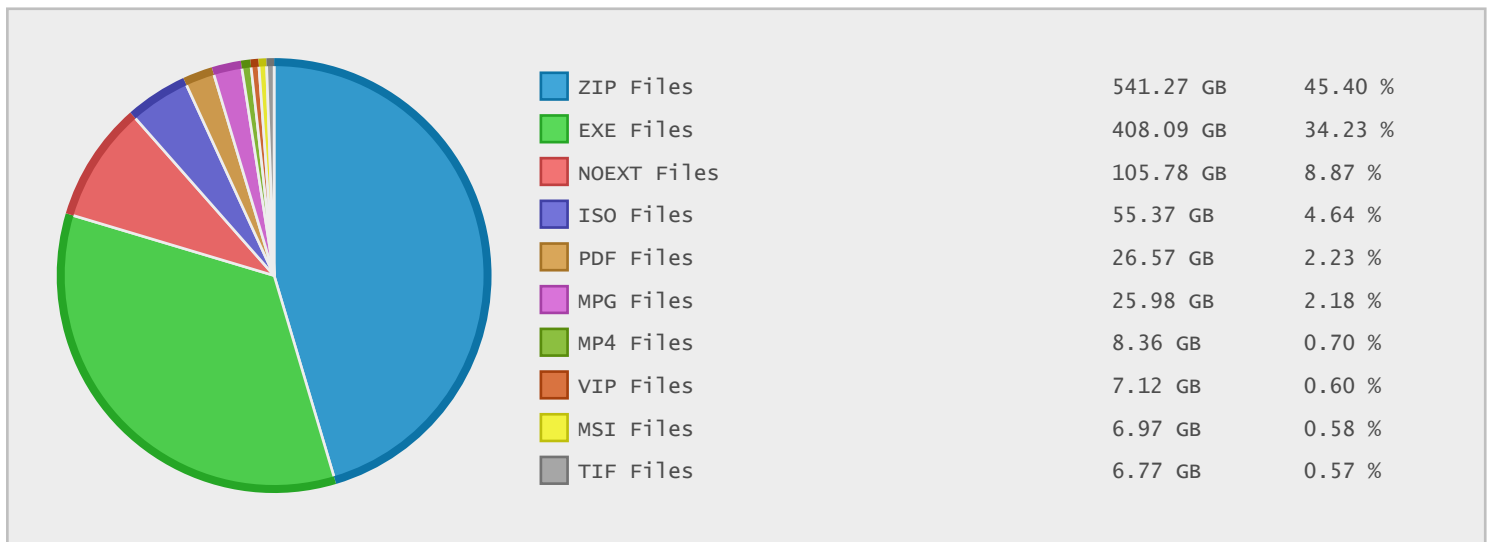 ZIP Files 541.27 GB 45.40 %
EXE Files 408.09 GB 34.23 %
NOEXT Files 105.78 GB 8.87 %
ISO Files 55.37 GB 4.64 %
PDF Files 26.57 GB 2.23 %
MPG Files 25.98 GB 2.18 %
MP4 Files 8.36 GB 0.70 %
VIP Files 7.12 GB 0.60 %
MSI Files 6.97 GB 0.58 %
TIF Files 6.77 GB 0.57 %